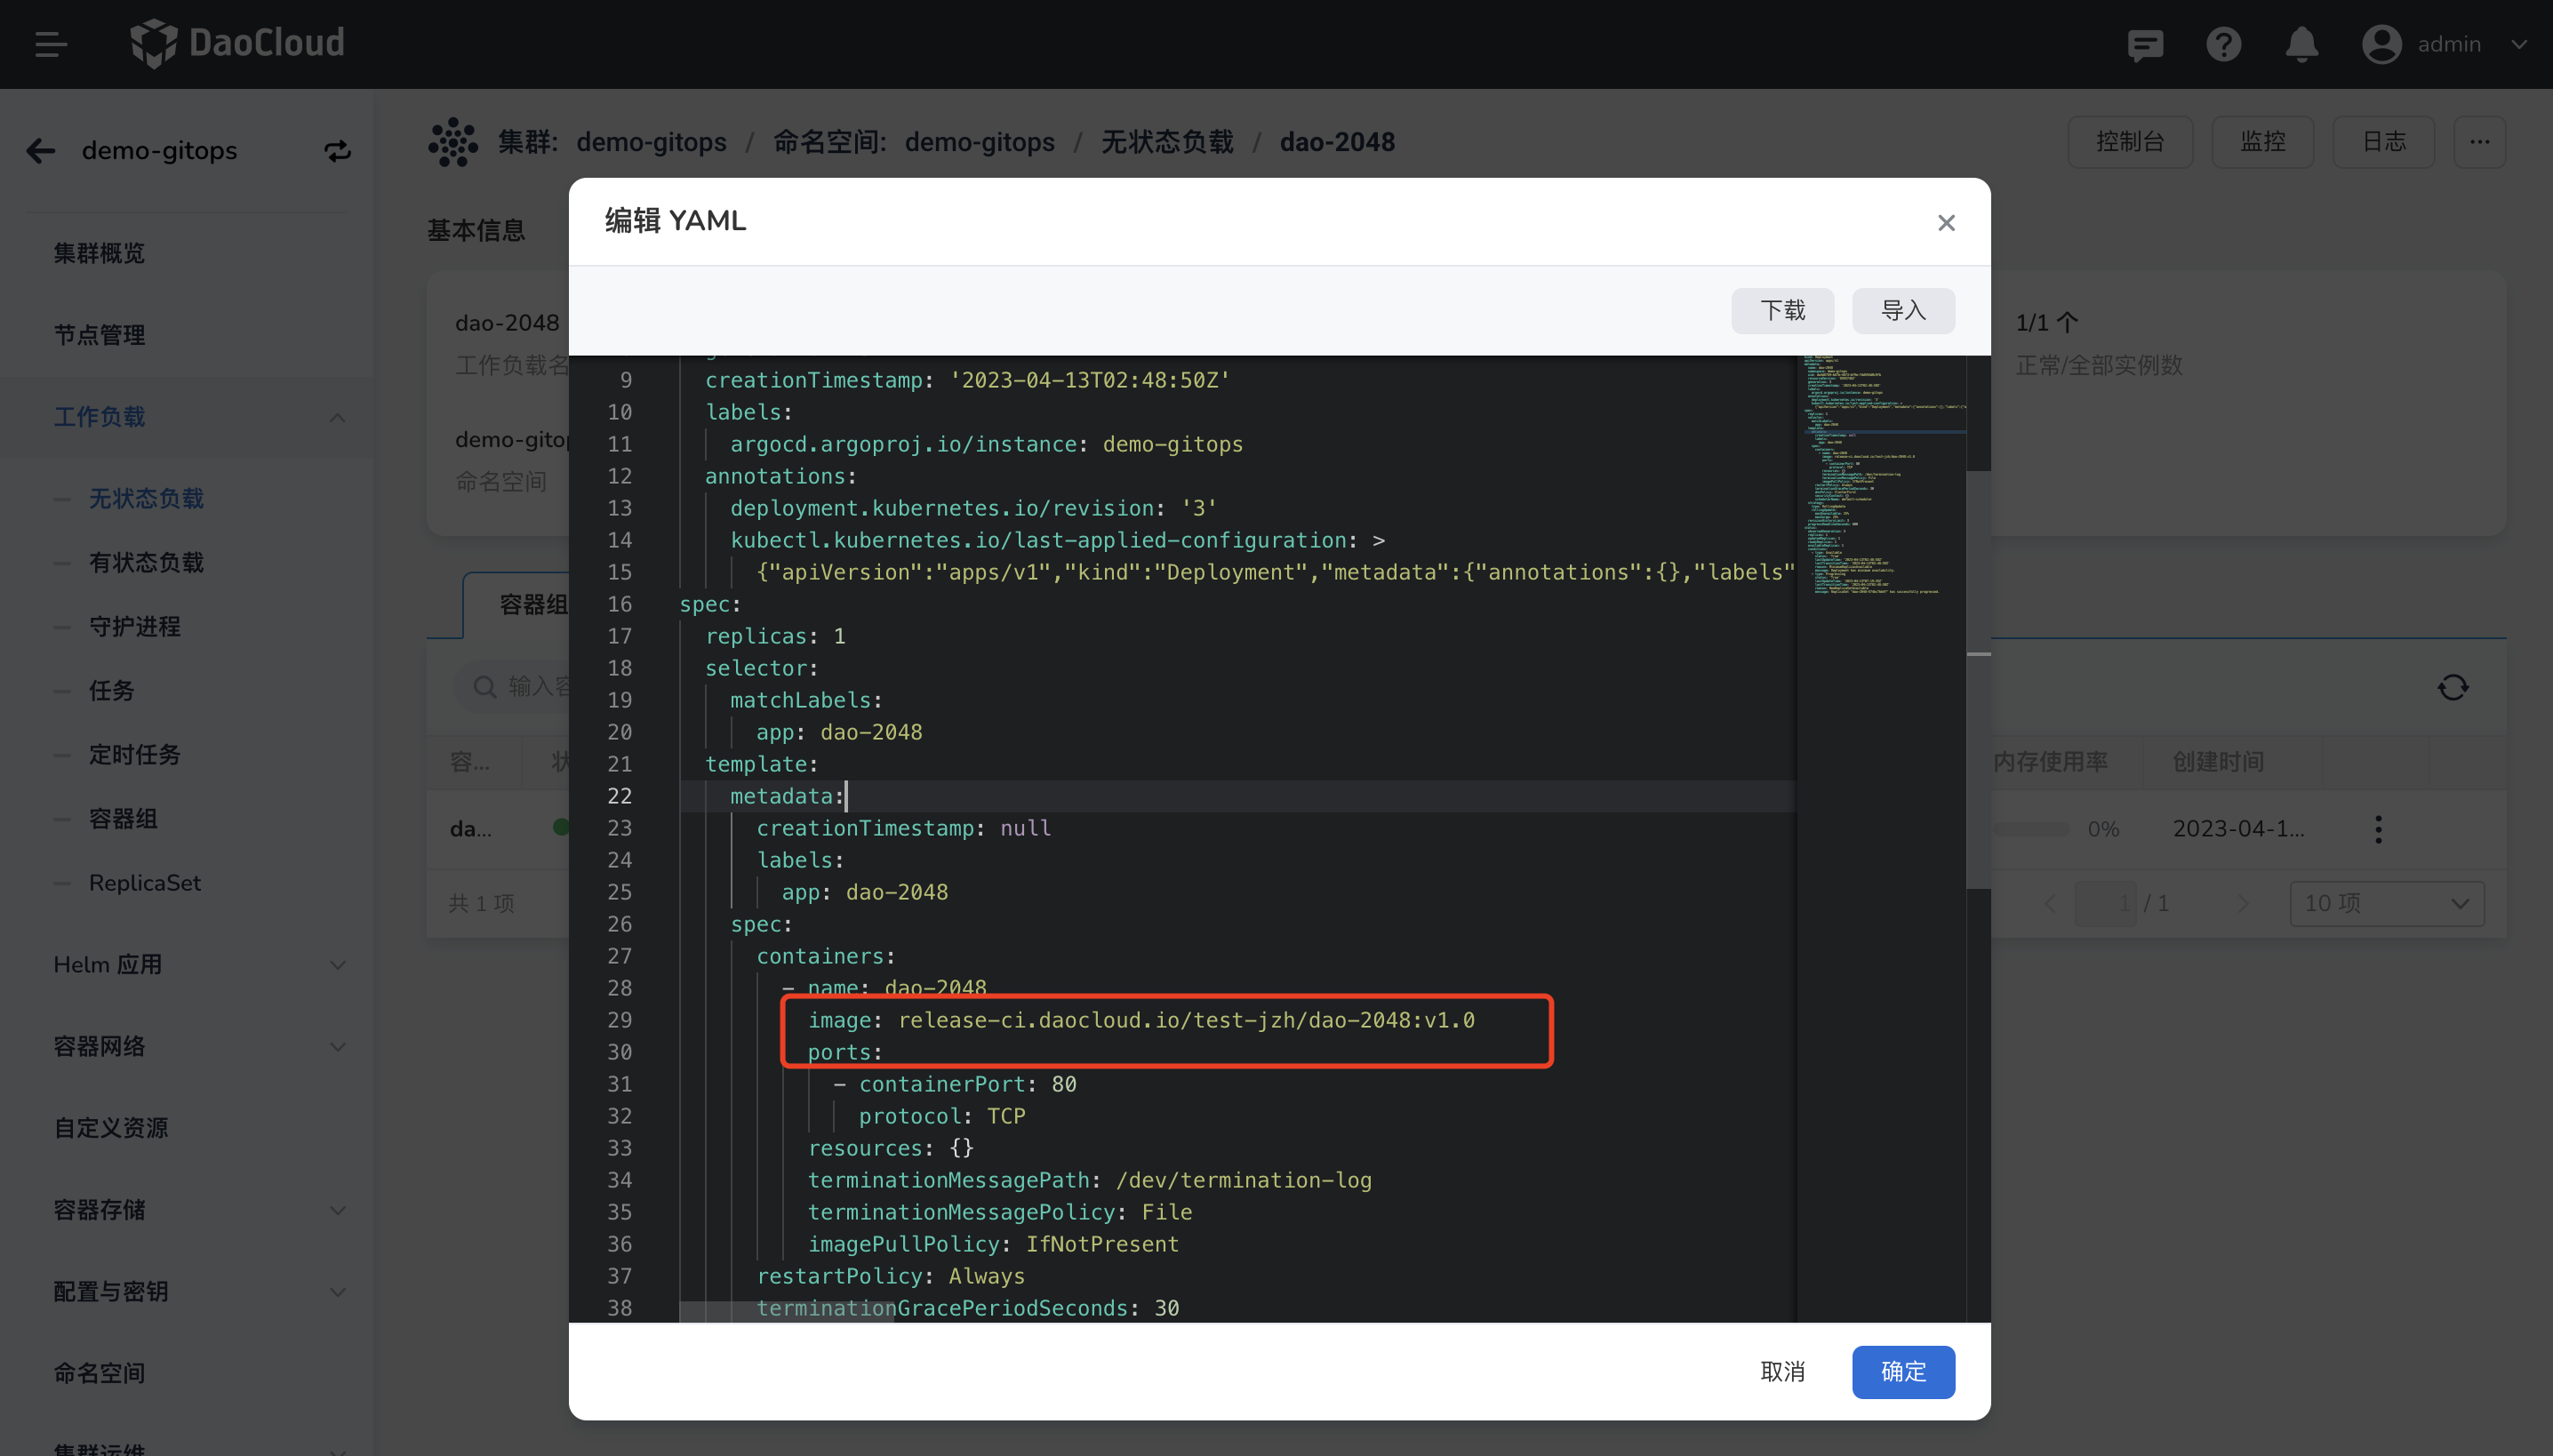 DaoCloud
admin
demo-gitops
集群概览
节点管理
工作负载
无状态负载
有状态负载
守护进程
任务
定时任务
容器组
ReplicaSet
Helm 应用
容器网络
自定义资源
容器存储
配置与密钥
命名空间
集群运维
集群: demo-gitops / 命名空间: demo-gitops / 无状态负载 / dao-2048
控制台
监控
日志
基本信息
dao-2048
工作负载名
命名空间
1/1 个
正常/全部实例数
容器组
容...
da...
共 1 项
内存使用率
创建时间
0%
2023-04-1...
1 / 1
10 项
编辑 YAML
下载
导入
9 creationTimestamp: '2023-04-13T02:48:50Z'
10 labels:
11 argocd.argoproj.io/instance: demo-gitops
12 annotations:
13 deployment.kubernetes.io/revision: '3'
14 kubectl.kubernetes.io/last-applied-configuration: >
15 {"apiVersion":"apps/v1","kind":"Deployment","metadata":{"annotations":{},"labels"
16 spec:
17 replicas: 1
18 selector:
19 matchLabels:
20 app: dao-2048
21 template:
22 metadata:
23 creationTimestamp: null
24 labels:
25 app: dao-2048
26 spec:
27 containers:
28 - name: dao-2048
29 image: release-ci.daocloud.io/test-jzh/dao-2048:v1.0
30 ports:
31 - containerPort: 80
32 protocol: TCP
33 resources: {}
34 terminationMessagePath: /dev/termination-log
35 terminationMessagePolicy: File
36 imagePullPolicy: IfNotPresent
37 restartPolicy: Always
38 terminationGracePeriodSeconds: 30
取消
确定